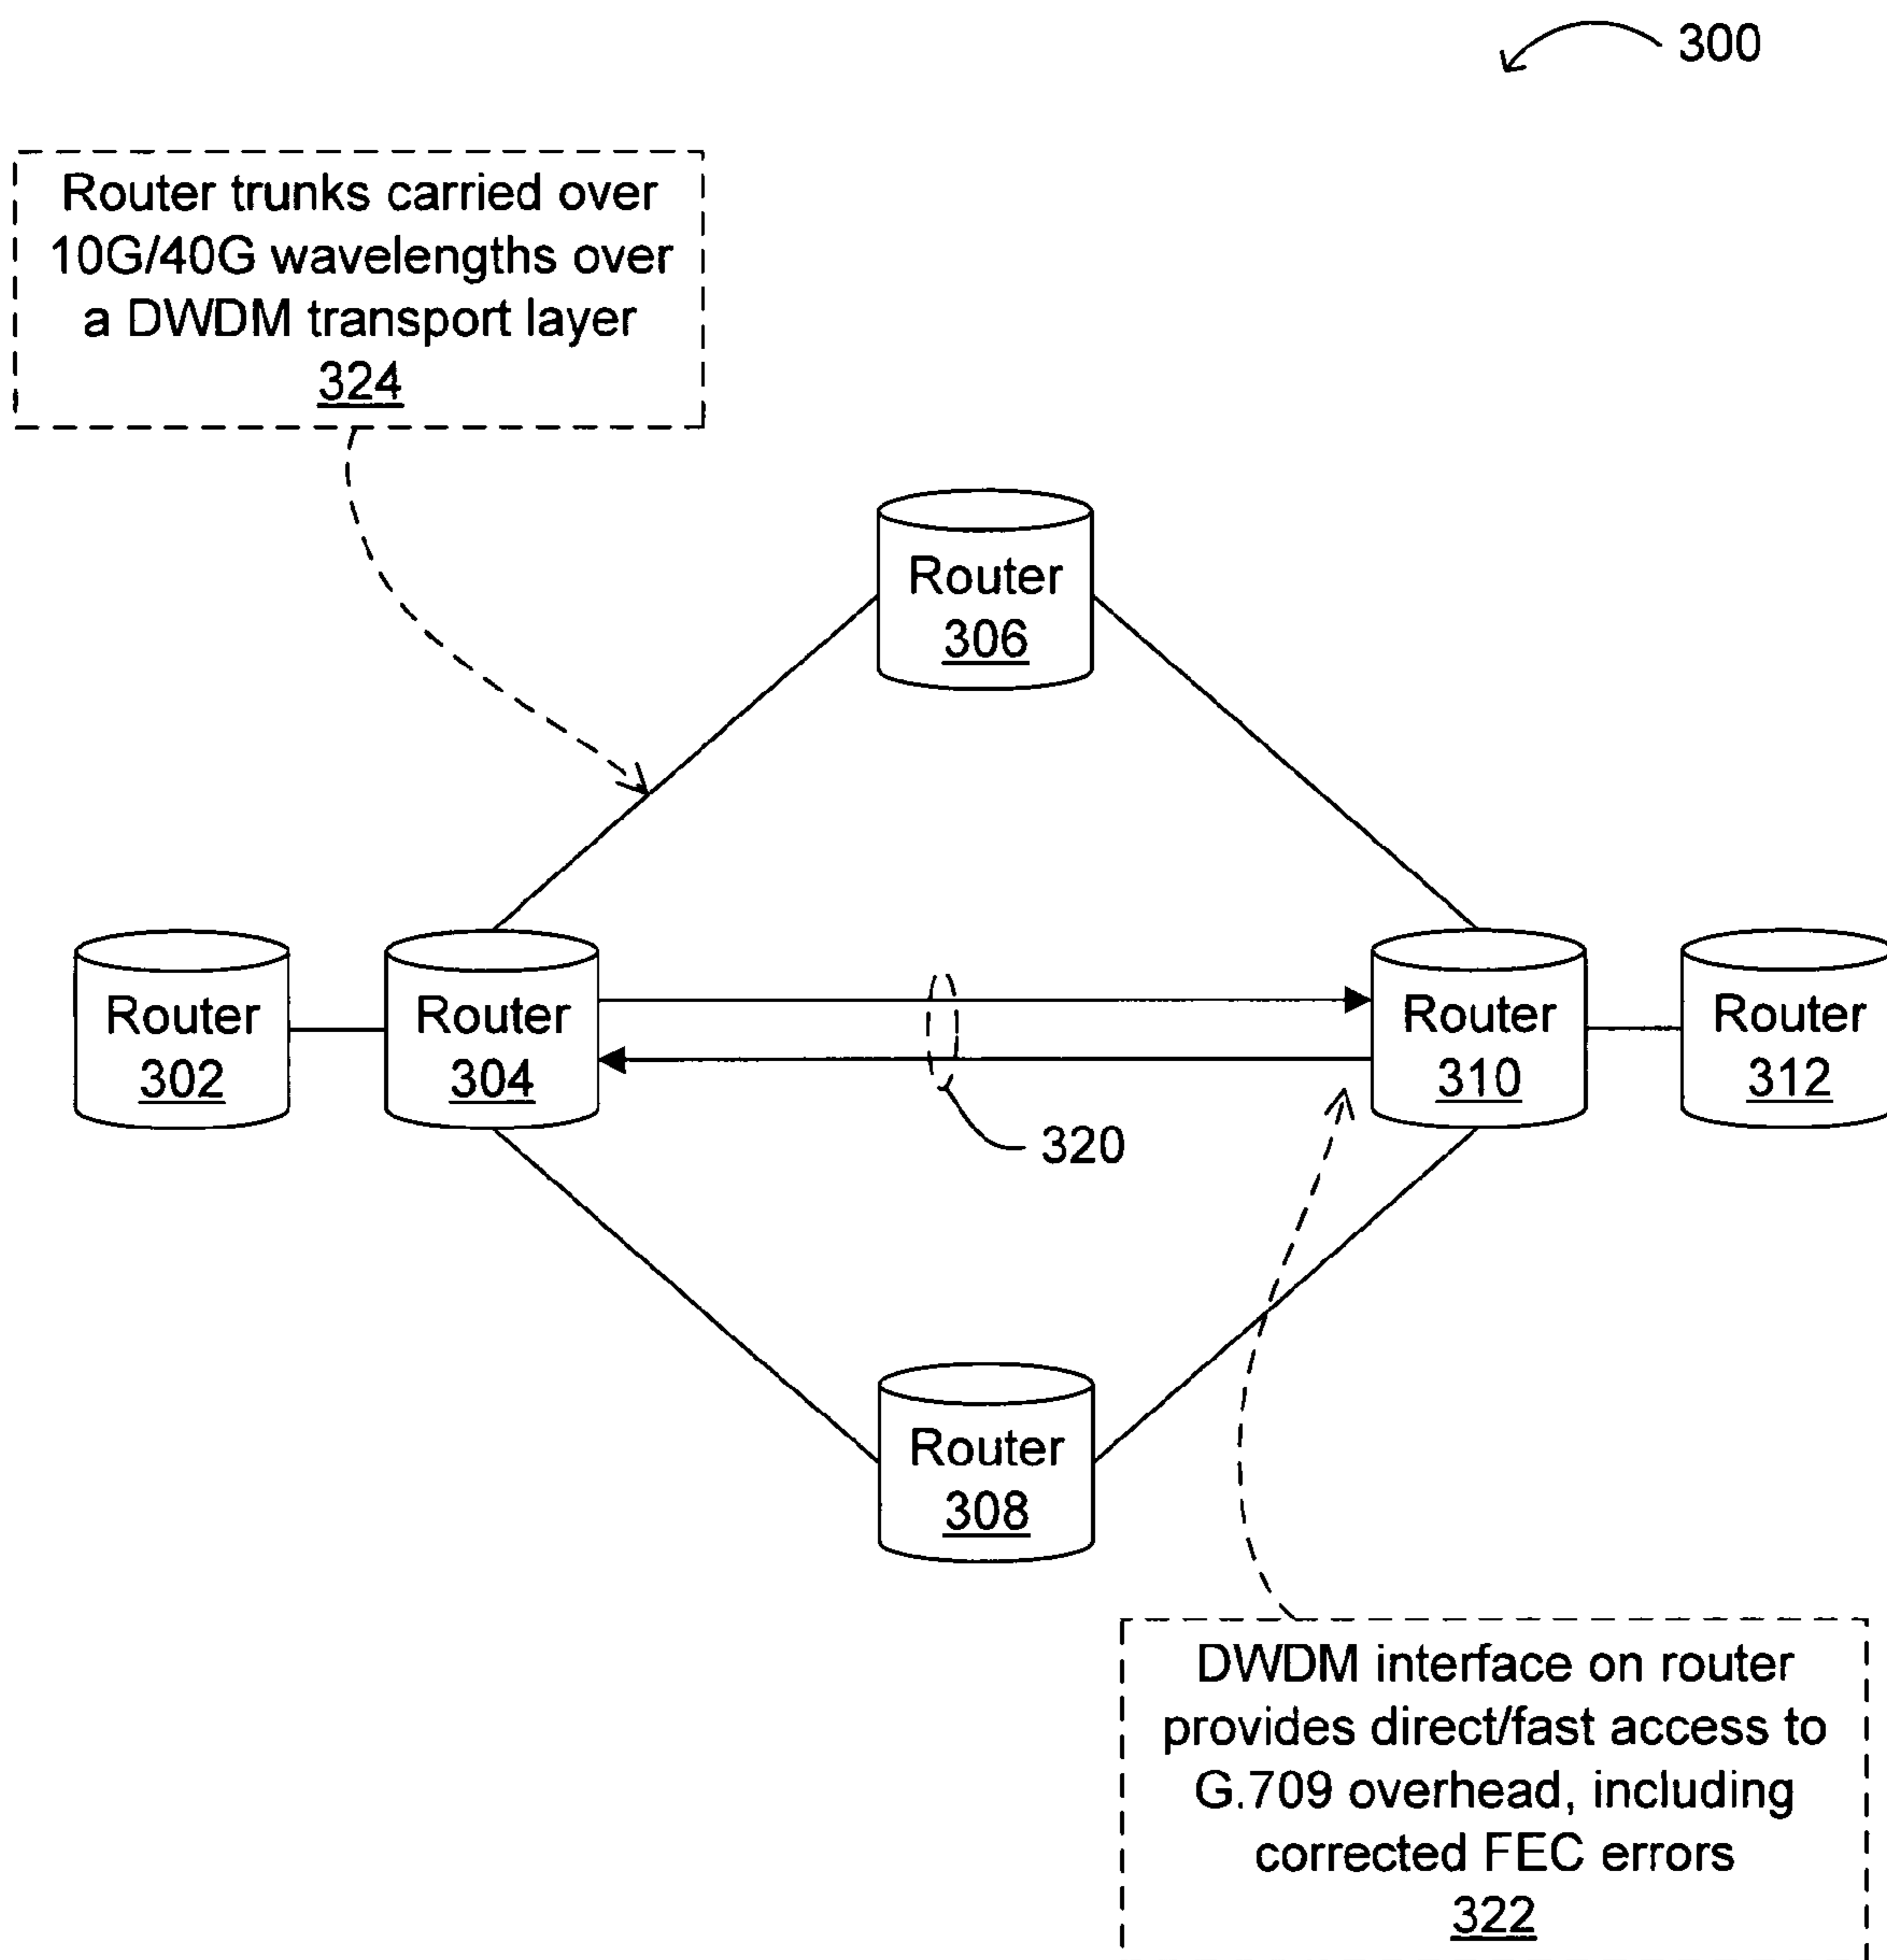 300
Router trunks carried over
10G/40G wavelengths over
a DWDM transport layer
324
Router
306
Router
302
Router
304
Router
310
Router
312
320
Router
308
DWDM interface on router
provides direct/fast access to
G.709 overhead, including
corrected FEC errors
322